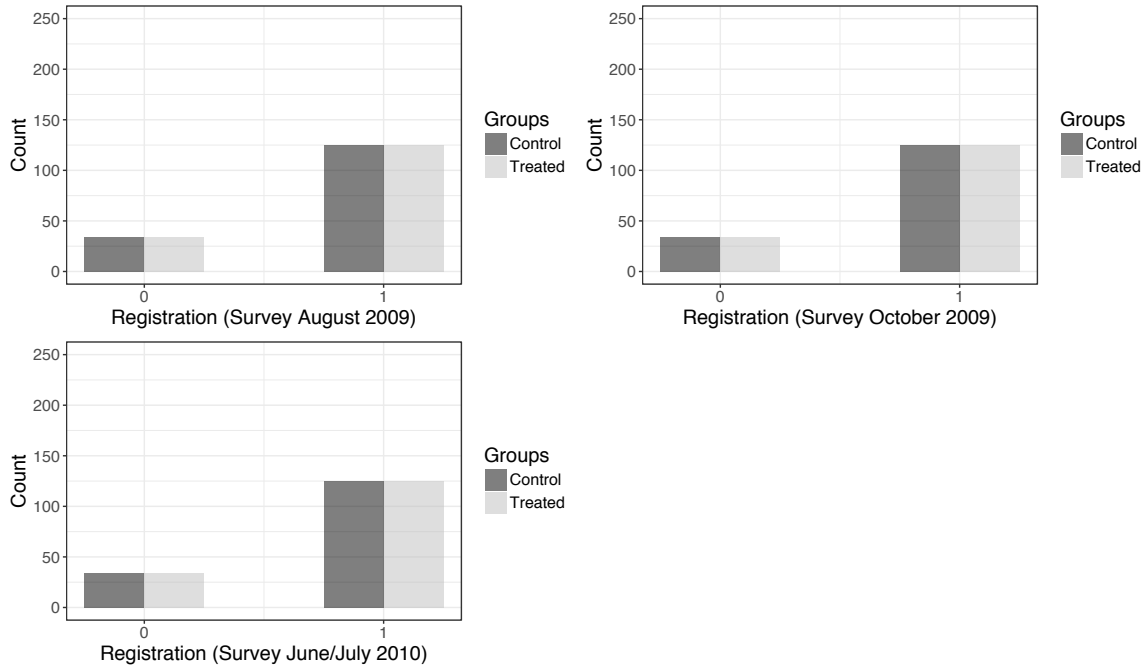 250
200
150
100
50
0
Count
0 1
Registration (Survey August 2009)
Groups
Control
Treated
250
200
150
100
50
0
Count
0 1
Registration (Survey October 2009)
Groups
Control
Treated
250
200
150
100
50
0
Count
0 1
Registration (Survey June/July 2010)
Groups
Control
Treated